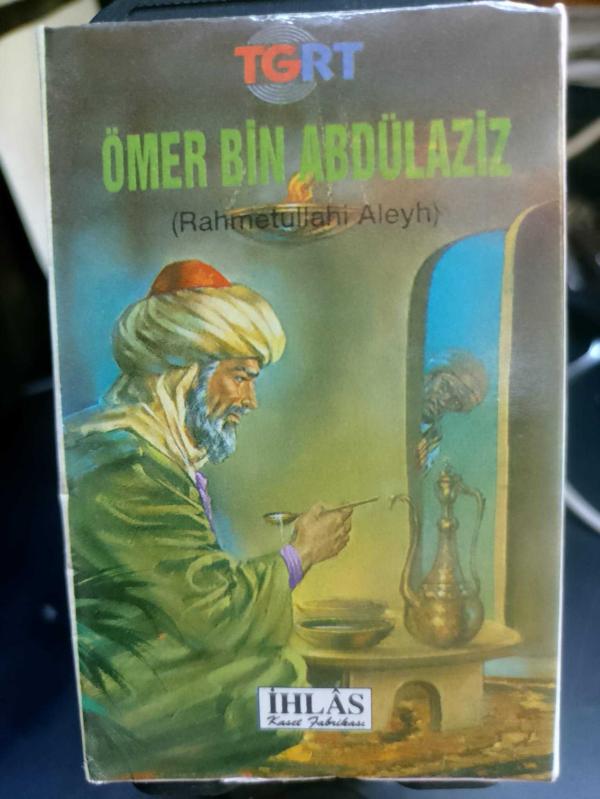 TGRT
ÖMER BİN ABDÜLAZİZ
(Rahmetullahi Aleyh)
İHLÂS
Kaset Fabrikası